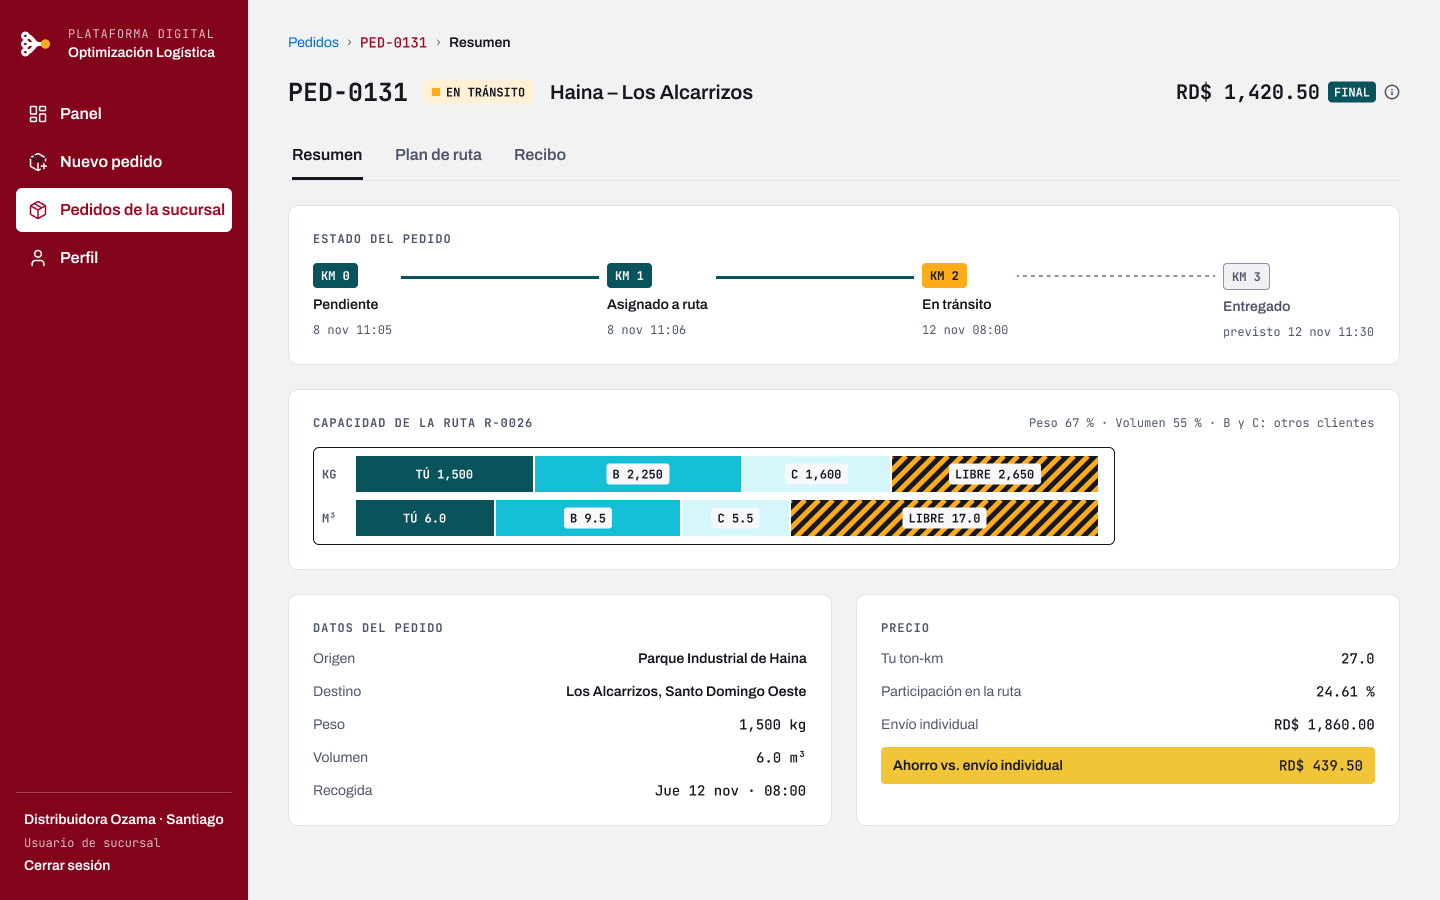 PLATAFORMA DIGITAL
Optimización Logística
Panel
Nuevo pedido
Pedidos de la sucursal
Perfil
Distribuidora Ozama · Santiago
Usuario de sucursal
Cerrar sesión
Pedidos › PED-0131 › Resumen
PED-0131 EN TRÁNSITO Haina – Los Alcarrizos RD$ 1,420.50 FINAL
Resumen Plan de ruta Recibo
ESTADO DEL PEDIDO
KM 0 KM 1 KM 2 KM 3
Pendiente Asignado a ruta En tránsito Entregado
8 nov 11:05 8 nov 11:06 12 nov 08:00 previsto 12 nov 11:30
CAPACIDAD DE LA RUTA R-0026 Peso 67 % · Volumen 55 % · B y C: otros clientes
KG TÚ 1,500 B 2,250 C 1,600 LIBRE 2,650
M³ TÚ 6.0 B 9.5 C 5.5 LIBRE 17.0
DATOS DEL PEDIDO
Origen Parque Industrial de Haina
Destino Los Alcarrizos, Santo Domingo Oeste
Peso 1,500 kg
Volumen 6.0 m³
Recogida Jue 12 nov · 08:00
PRECIO
Tu ton-km 27.0
Participación en la ruta 24.61 %
Envío individual RD$ 1,860.00
Ahorro vs. envío individual RD$ 439.50